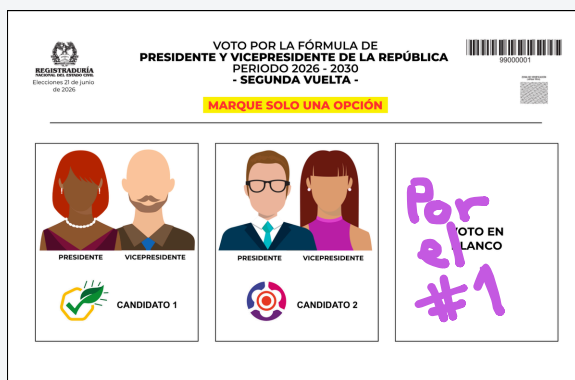 REGISTRADURÍA
NACIONAL DEL ESTADO CIVIL
Elecciones 21 de junio
de 2026
VOTO POR LA FÓRMULA DE
PRESIDENTE Y VICEPRESIDENTE DE LA REPÚBLICA
PERIODO 2026 - 2030
- SEGUNDA VUELTA -
99000001
MARQUE SOLO UNA OPCIÓN
PRESIDENTE VICEPRESIDENTE
CANDIDATO 1
PRESIDENTE VICEPRESIDENTE
CANDIDATO 2
VOTO EN
BLANCO
Por
el
#1